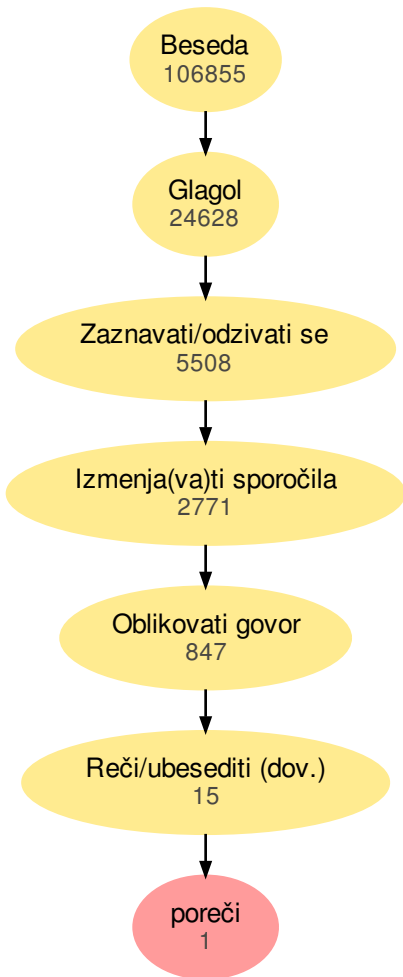 Beseda
106855
Glagol
24628
Zaznavati/odzivati se
5508
Izmenja(va)ti sporočila
2771
Oblikovati govor
847
Reči/ubesediti (dov.)
15
poreči
1